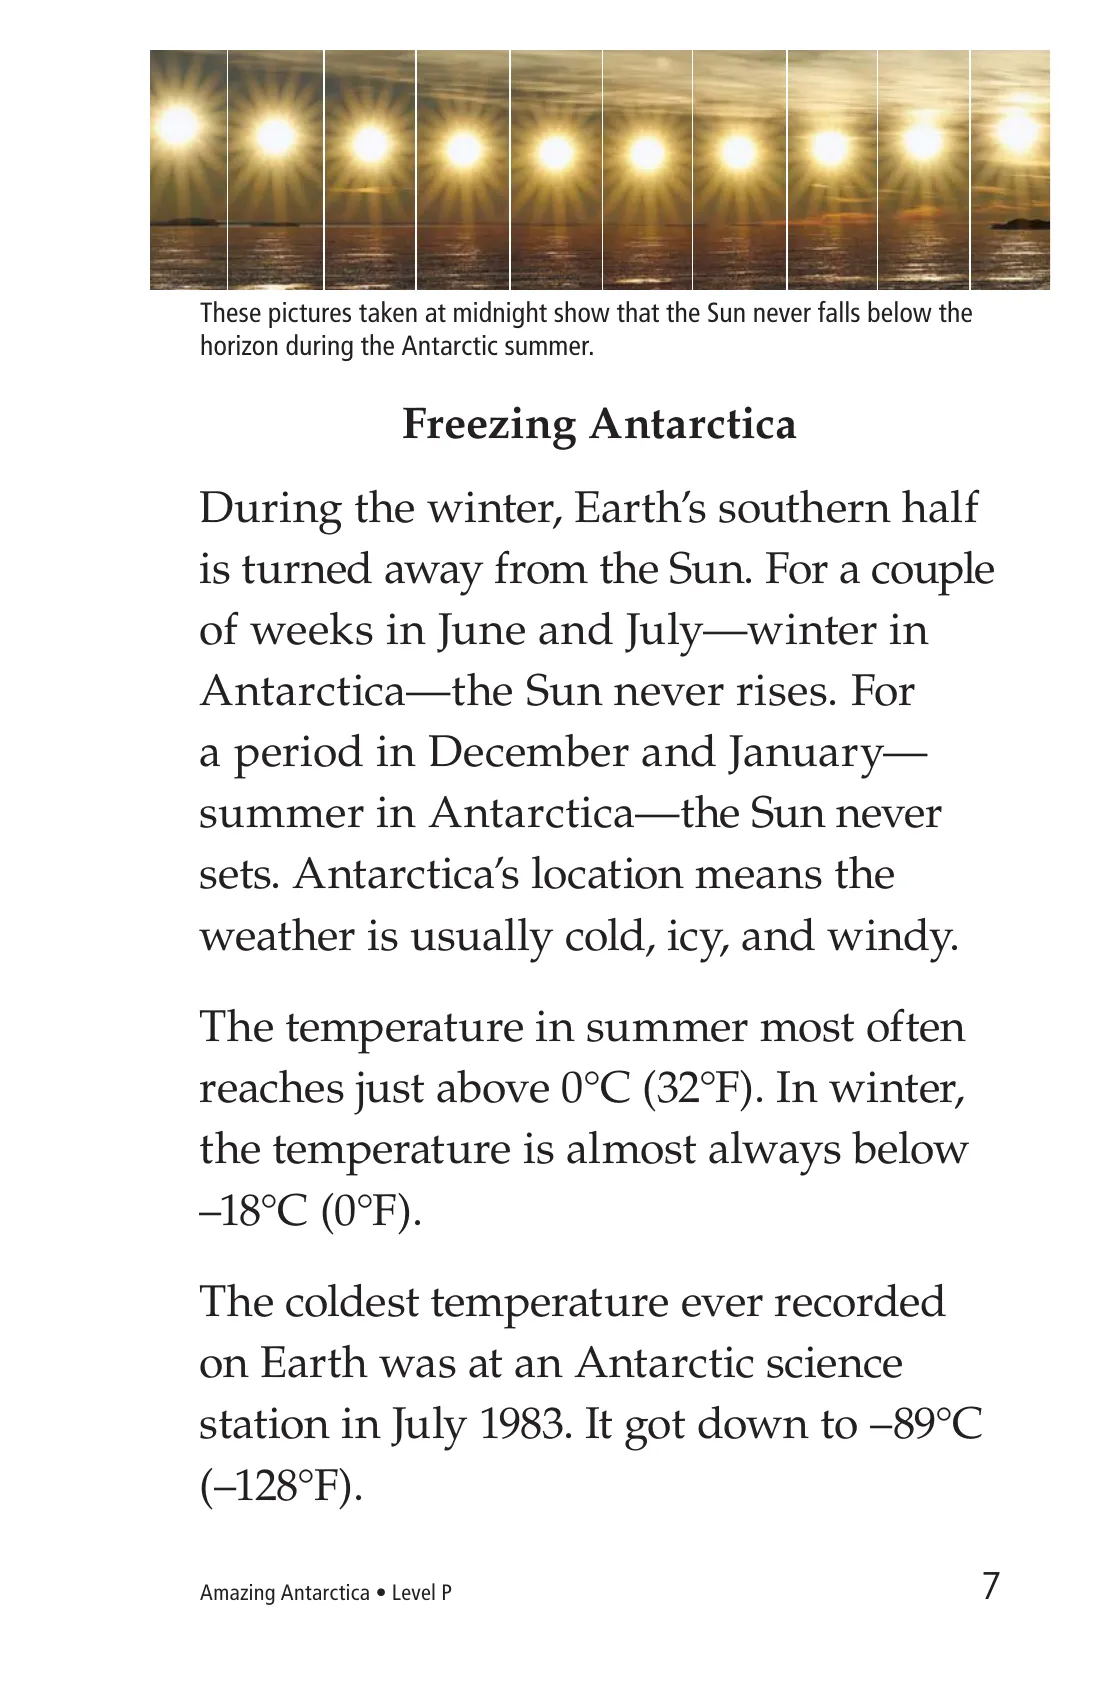 These pictures taken at midnight show that the Sun never falls below the
horizon during the Antarctic summer.
Freezing Antarctica
During the winter, Earth’s southern half
is turned away from the Sun. For a couple
of weeks in June and July—winter in
Antarctica—the Sun never rises. For
a period in December and January—
summer in Antarctica—the Sun never
sets. Antarctica’s location means the
weather is usually cold, icy, and windy.
The temperature in summer most often
reaches just above 0°C (32°F). In winter,
the temperature is almost always below
–18°C (0°F).
The coldest temperature ever recorded
on Earth was at an Antarctic science
station in July 1983. It got down to –89°C
(–128°F).
Amazing Antarctica • Level P
7